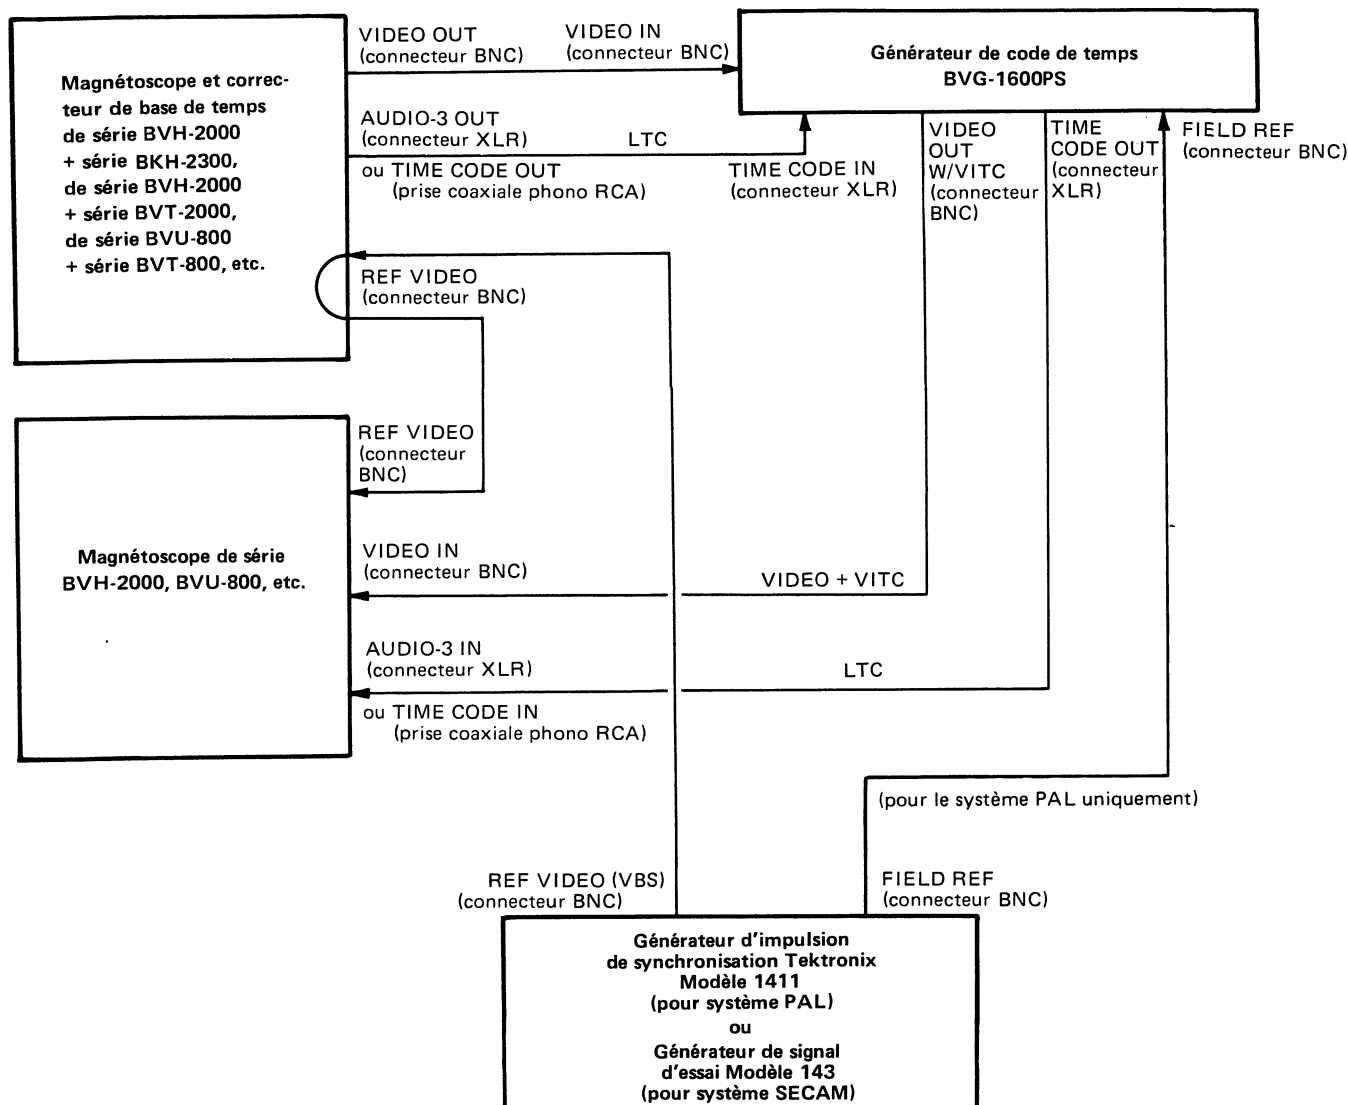 VIDEO OUT
(connecteur BNC)
VIDEO IN
(connecteur BNC)
Générateur de code de temps
BVG-1600PS
Magnétoscope et correc-
teur de base de temps
de série BVH-2000
+ série BKH-2300,
de série BVH-2000
+ série BVT-2000,
de série BVU-800
+ série BVT-800, etc.
AUDIO-3 OUT
(connecteur XLR)
LTC
ou TIME CODE OUT
(prise coaxiale phono RCA)
TIME CODE IN
(connecteur XLR)
VIDEO
OUT
W/VITC
(connecteur
BNC)
TIME
CODE OUT
(connecteur
XLR)
FIELD REF
(connecteur BNC)
REF VIDEO
(connecteur BNC)
REF VIDEO
(connecteur
BNC)
Magnétoscope de série
BVH-2000, BVU-800, etc.
VIDEO IN
(connecteur BNC)
VIDEO + VITC
AUDIO-3 IN
(connecteur XLR)
LTC
ou TIME CODE IN
(prise coaxiale phono RCA)
(pour le système PAL uniquement)
REF VIDEO (VBS)
(connecteur BNC)
FIELD REF
(connecteur BNC)
Générateur d'impulsion
de synchronisation Tektronix
Modèle 1411
(pour système PAL)
ou
Générateur de signal
d'essai Modèle 143
(pour système SECAM)